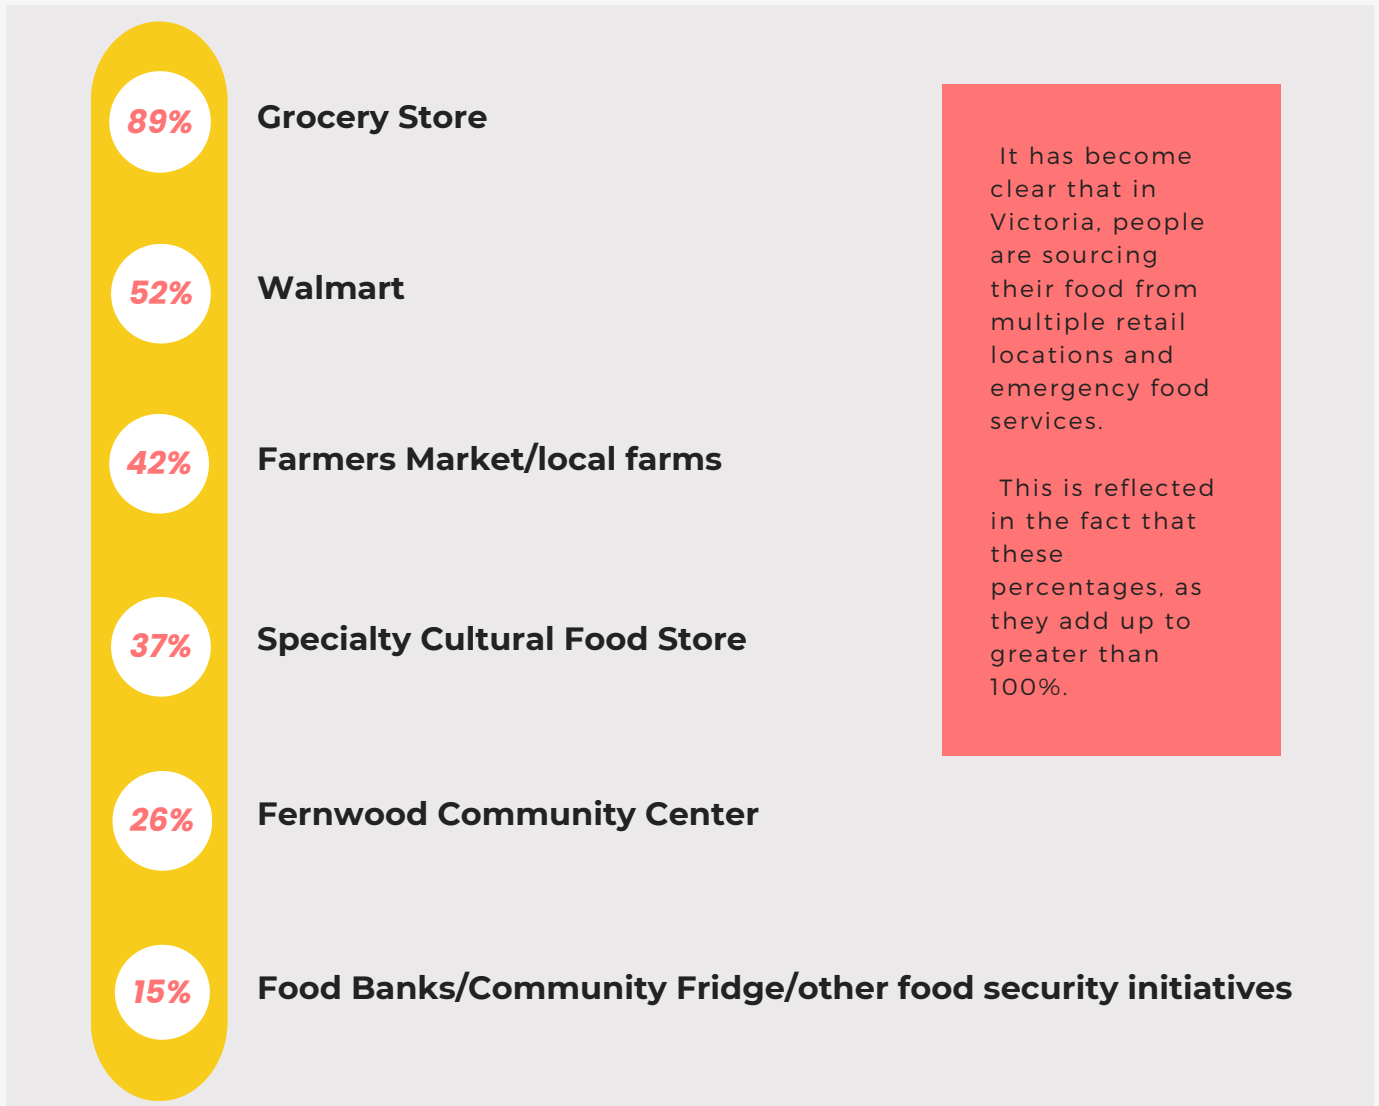 89%
Grocery Store
52%
Walmart
42%
Farmers Market/local farms
37%
Specialty Cultural Food Store
26%
Fernwood Community Center
15%
Food Banks/Community Fridge/other food security initiatives
It has become
clear that in
Victoria, people
are sourcing
their food from
multiple retail
locations and
emergency food
services.
This is reflected
in the fact that
these
percentages, as
they add up to
greater than
100%.